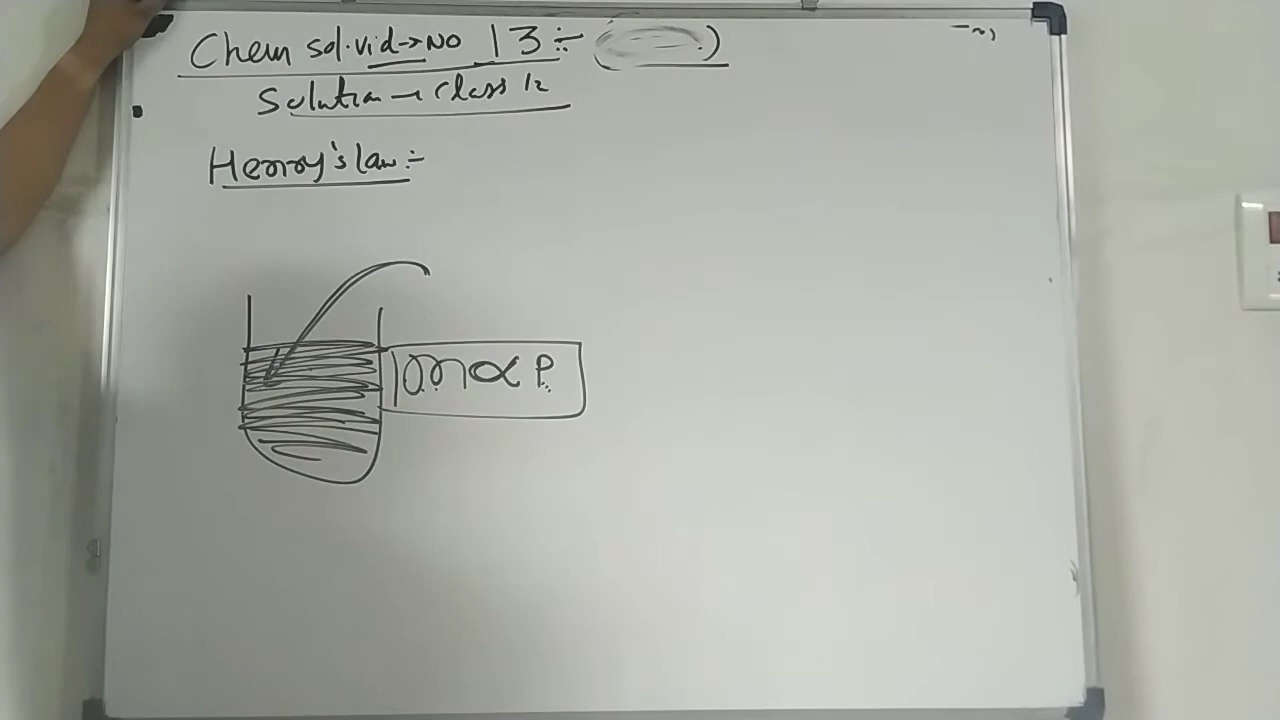 Chem sol.vid→No 13 :-
Solution → class 12
Henry's law :-
m ∝ P